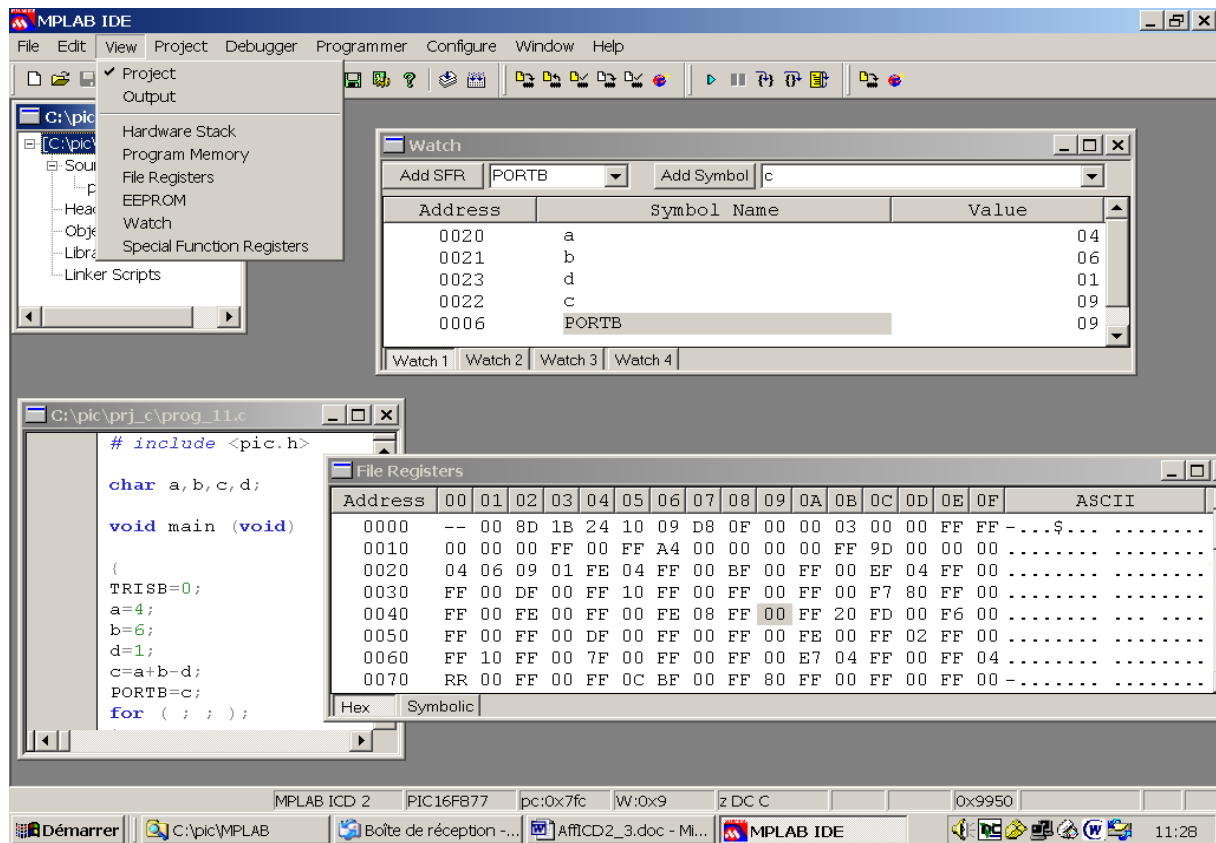 MPLAB IDE
File Edit View Project Debugger Programmer Configure Window Help
Project
Output
Hardware Stack
Program Memory
File Registers
EEPROM
Watch
Special Function Registers
C:\pic
[C:\pic\
Sour
p
Head
Obje
Libra
Linker Scripts
Watch
Add SFR PORTB Add Symbol c
Address Symbol Name Value
0020 a 04
0021 b 06
0023 d 01
0022 c 09
0006 PORTB 09
Watch 1 Watch 2 Watch 3 Watch 4
C:\pic\prj_c\prog_11.c
# include <pic.h>
char a,b,c,d;
void main (void)
{
TRISB=0;
a=4;
b=6;
d=1;
c=a+b-d;
PORTB=c;
for ( ; ; );
File Registers
Address 00 01 02 03 04 05 06 07 08 09 0A 0B 0C 0D 0E 0F ASCII
0000 -- 00 8D 1B 24 10 09 D8 0F 00 00 03 00 00 FF FF -...$... ........
0010 00 00 00 FF 00 FF A4 00 00 00 00 FF 9D 00 00 00 ........ ........
0020 04 06 09 01 FE 04 FF 00 BF 00 FF 00 EF 04 FF 00 ........ ........
0030 FF 00 DF 00 FF 10 FF 00 FF 00 FF 00 F7 80 FF 00 ........ ........
0040 FF 00 FE 00 FF 00 FE 08 FF 00 FF 20 FD 00 F6 00 ........ ........
0050 FF 00 FF 00 DF 00 FF 00 FF 00 FE 00 FF 02 FF 00 ........ ........
0060 FF 10 FF 00 7F 00 FF 00 FF 00 E7 04 FF 00 FF 04 ........ ........
0070 RR 00 FF 00 FF 0C BF 00 FF 80 FF 00 FF 00 FF 00 -....... ........
Hex Symbolic
MPLAB ICD 2 PIC16F877 pc:0x7fc W:0x9 z DC C 0x9950
Démarrer C:\pic\MPLAB Boîte de réception -... AffICD2_3.doc - Mi... MPLAB IDE 11:28